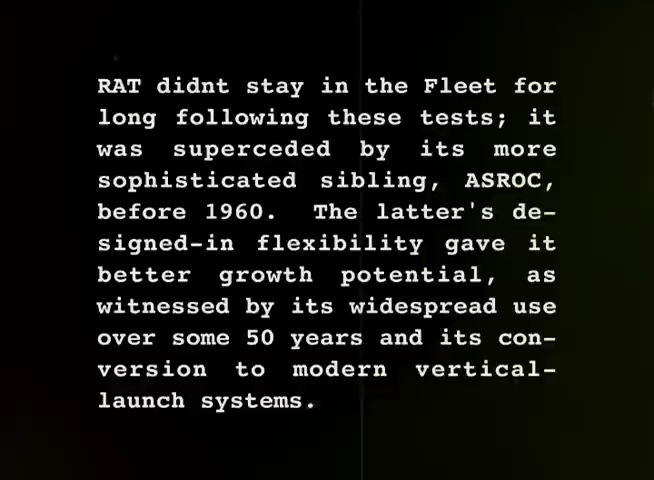 RAT didnt stay in the Fleet for
long following these tests; it
was superceded by its more
sophisticated sibling, ASROC,
before 1960. The latter's de-
signed-in flexibility gave it
better growth potential, as
witnessed by its widespread use
over some 50 years and its con-
version to modern vertical-
launch systems.